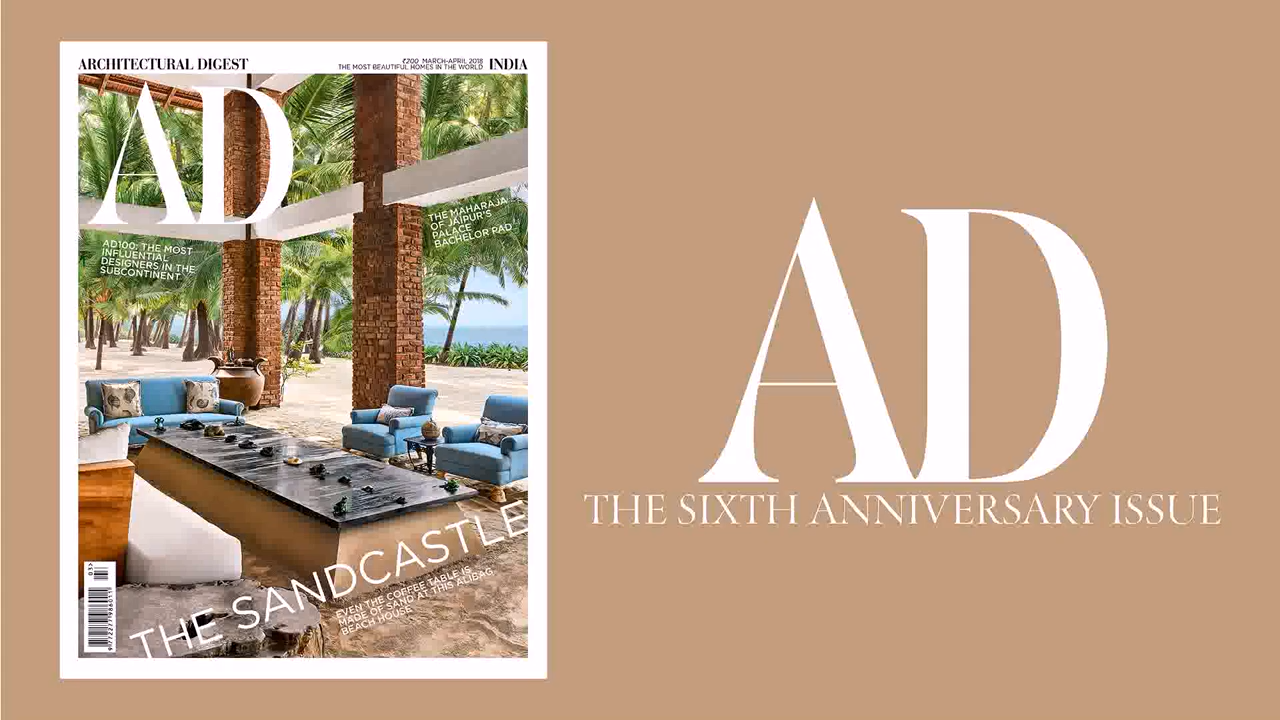 ARCHITECTURAL DIGEST
₹200 MARCH-APRIL 2018
THE MOST BEAUTIFUL HOMES IN THE WORLD
INDIA
AD
AD100: THE MOST
INFLUENTIAL
DESIGNERS IN THE
SUBCONTINENT
THE MAHARAJA
OF JAIPUR'S
PALACE
BACHELOR PAD
THE SANDCASTLE
EVEN THE COFFEE TABLE IS
MADE OF SAND AT THIS ALIBAG
BEACH HOUSE
03>
AD
THE SIXTH ANNIVERSARY ISSUE